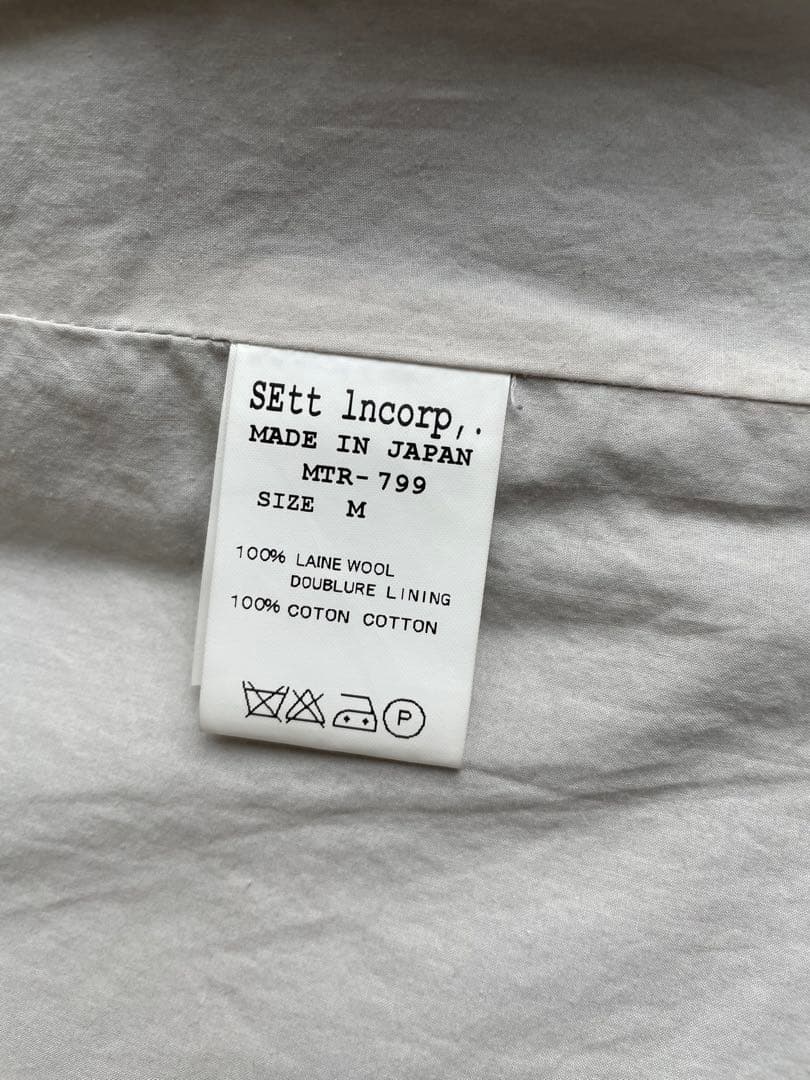 SEtt lncorp,.
MADE IN JAPAN
MTR-799
SIZE M
100% LAINE WOOL
DOUBLURE LINING
100% COTON COTTON
P